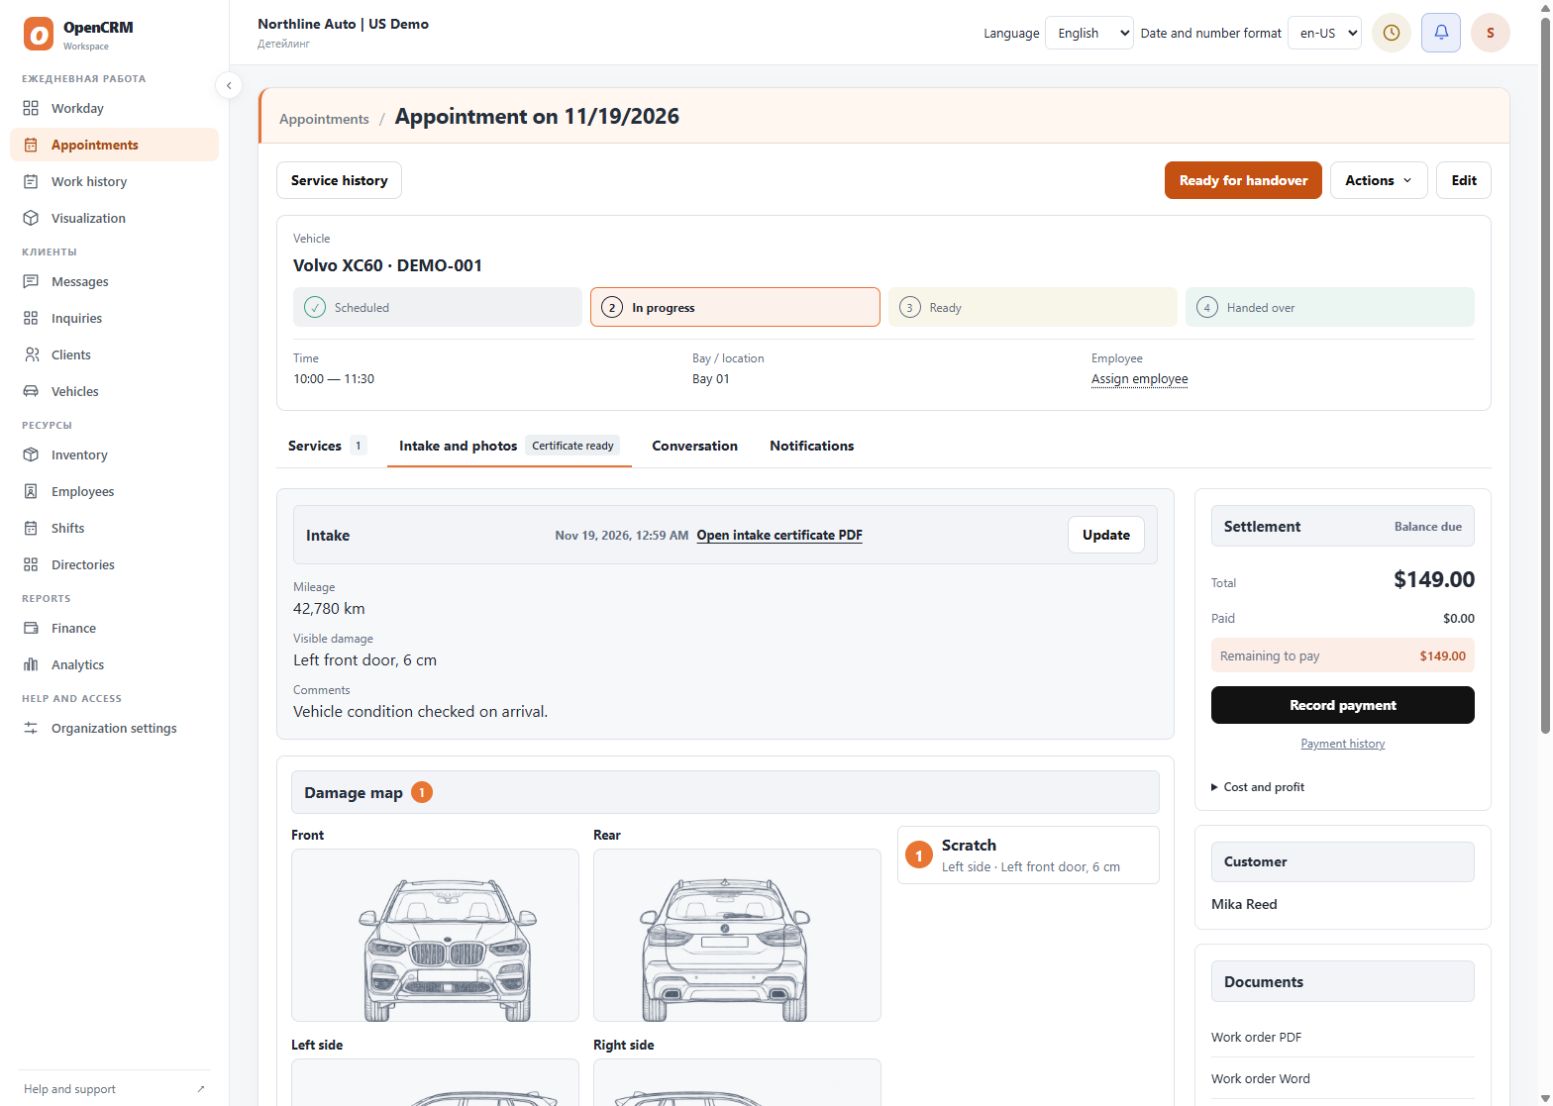 OpenCRM
Workspace
ЕЖЕДНЕВНАЯ РАБОТА
Workday
Appointments
Work history
Visualization
КЛИЕНТЫ
Messages
Inquiries
Clients
Vehicles
РЕСУРСЫ
Inventory
Employees
Shifts
Directories
REPORTS
Finance
Analytics
HELP AND ACCESS
Organization settings
Help and support
Northline Auto | US Demo
Детейлинг
Language English Date and number format en-US S
Appointments / Appointment on 11/19/2026
Service history Ready for handover Actions Edit
Vehicle
Volvo XC60 · DEMO-001
Scheduled 2 In progress 3 Ready 4 Handed over
Time Bay / location Employee
10:00 — 11:30 Bay 01 Assign employee
Services 1 Intake and photos Certificate ready Conversation Notifications
Intake Nov 19, 2026, 12:59 AM Open intake certificate PDF Update
Mileage
42,780 km
Visible damage
Left front door, 6 cm
Comments
Vehicle condition checked on arrival.
Damage map 1
Front Rear
1 Scratch
Left side · Left front door, 6 cm
Left side Right side
Settlement Balance due
Total $149.00
Paid $0.00
Remaining to pay $149.00
Record payment
Payment history
Cost and profit
Customer
Mika Reed
Documents
Work order PDF
Work order Word